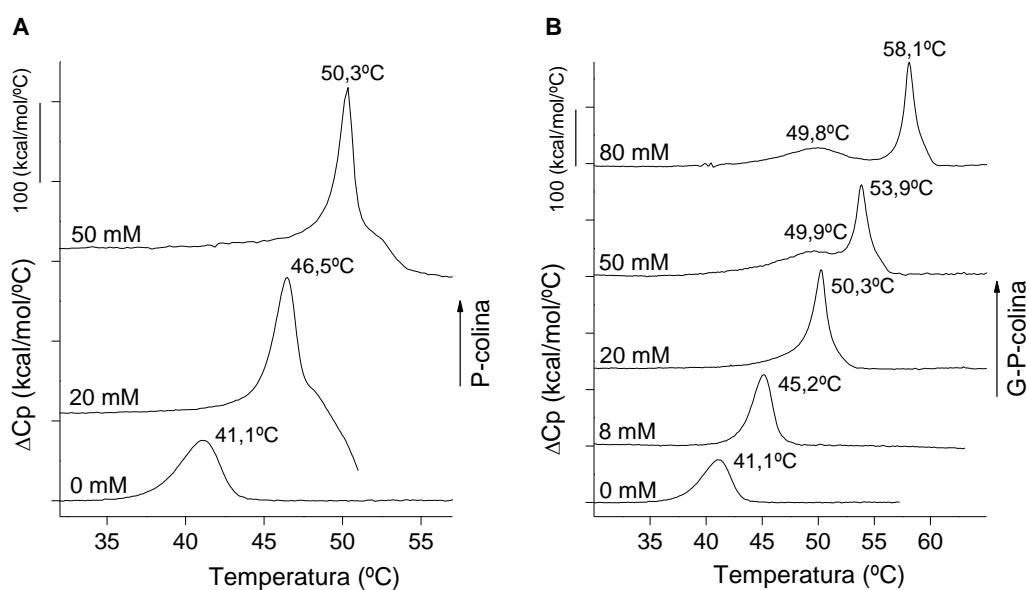 A
100 (kcal/mol/ºC)
ΔCp (kcal/mol/ºC)
50,3ºC
50 mM
46,5ºC
20 mM
41,1ºC
0 mM
P-colina
35 40 45 50 55
Temperatura (ºC)
B
100 (kcal/mol/ºC)
ΔCp (kcal/mol/ºC)
58,1ºC
49,8ºC
80 mM
53,9ºC
49,9ºC
50 mM
50,3ºC
20 mM
45,2ºC
8 mM
41,1ºC
0 mM
G-P-colina
35 40 45 50 55 60
Temperatura (ºC)